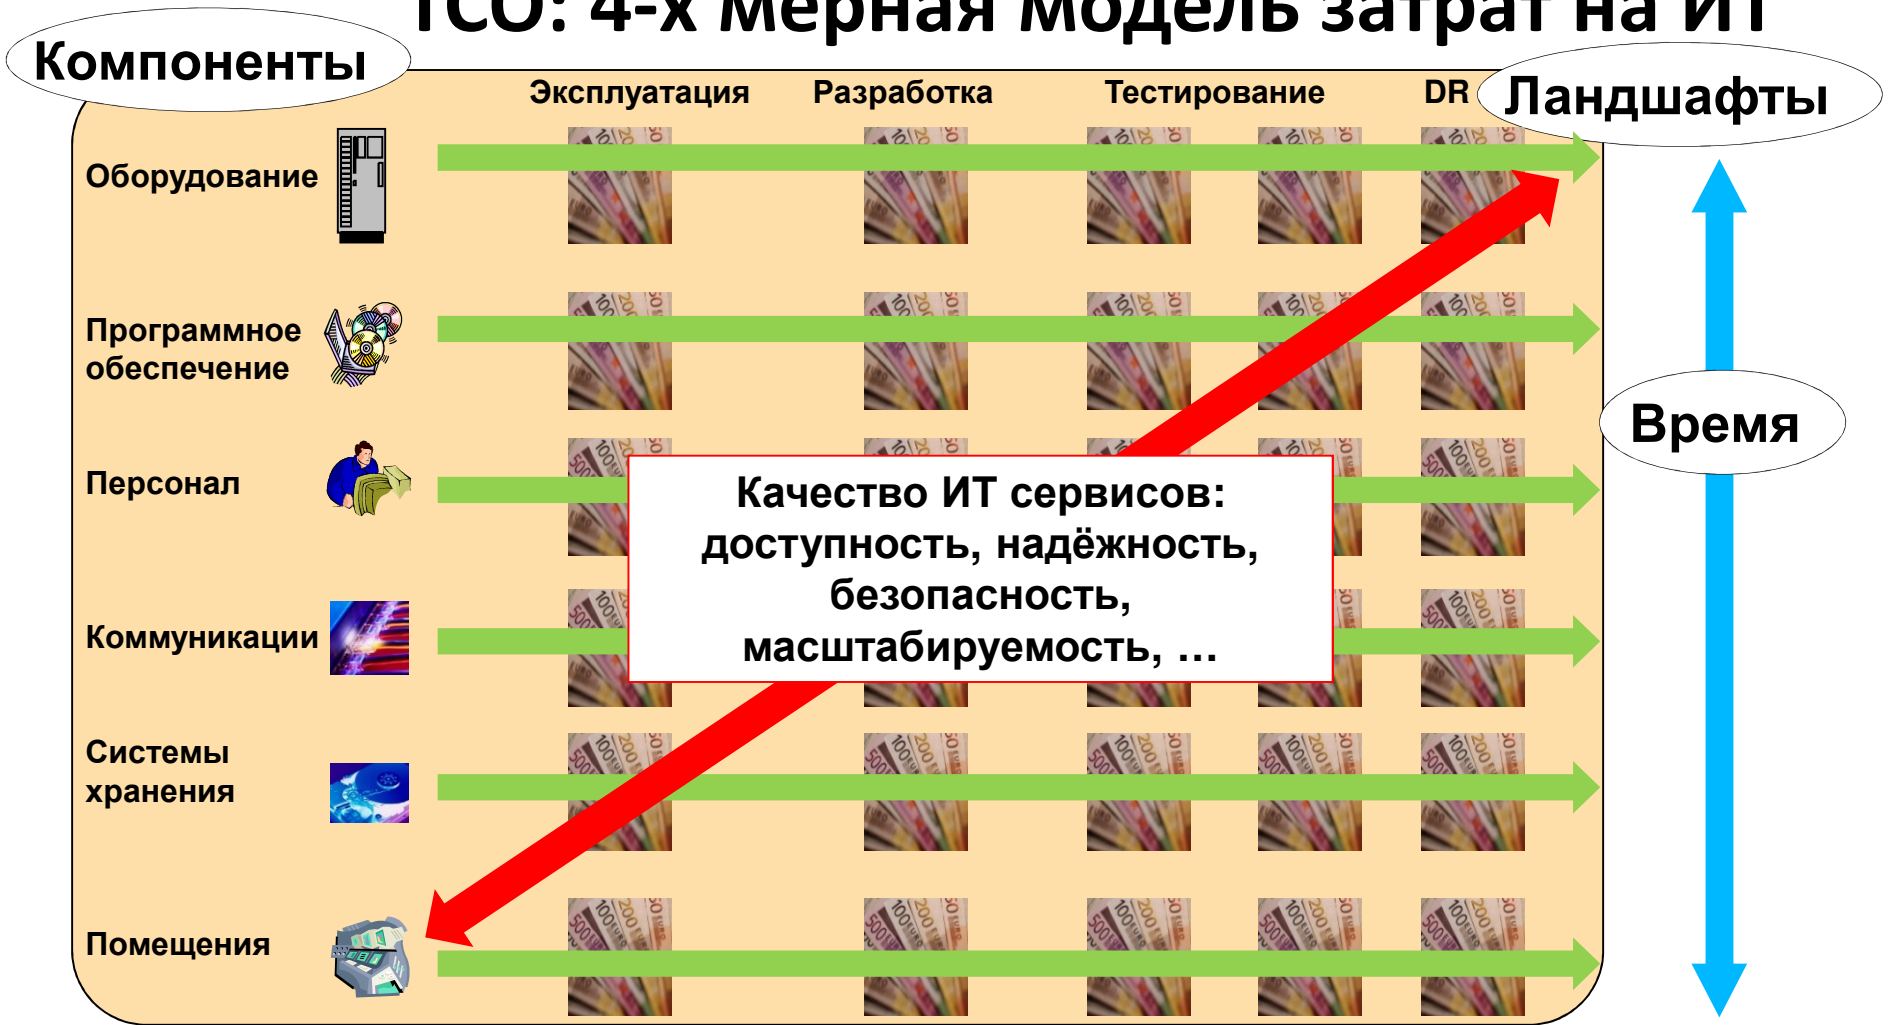 ТСО: 4-х мерная модель затрат на ИТ
Компоненты
Эксплуатация
Разработка
Тестирование
DR
Ландшафты
Оборудование
Программное
обеспечение
Персонал
Время
Качество ИТ сервисов:
доступность, надёжность,
безопасность,
масштабируемость, ...
Коммуникации
Системы
хранения
Помещения